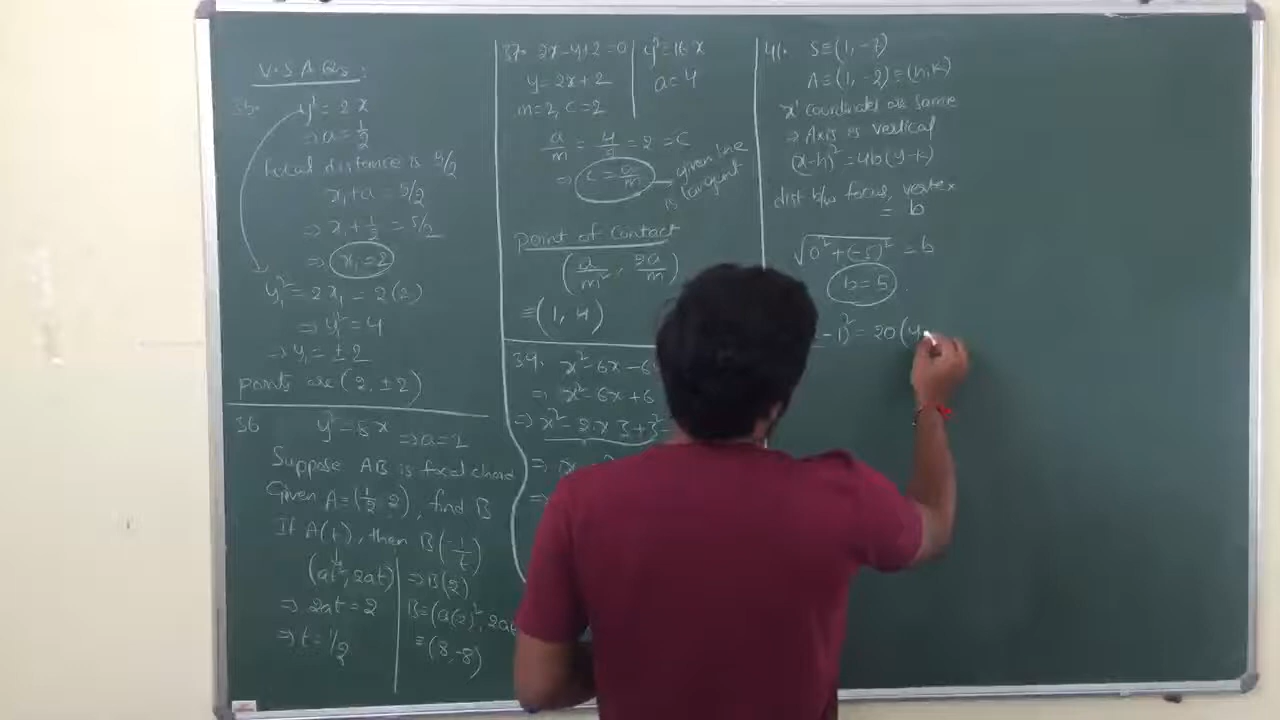 V.S A Qs :
35. y² = 2x
⇒ a = 1/2
focal distance is 5/2
x₁ + a = 5/2
⇒ x₁ + 1/2 = 5/2
⇒ x₁ = 2
y₁² = 2x₁ = 2(2)
⇒ y₁² = 4
⇒ y₁ = ± 2
points are (2, ±2)
36 y² = 8x ⇒ a = 2
Suppose AB is focal chord
Given A = (1/2, 2), find B
If A(t), then B(-1/t)
(at², 2at)
⇒ 2at = 2
⇒ t = 1/2
⇒ B(2)
B = (a(2)², 2at
≡ (8, -8)
37. 2x - y + 2 = 0
y = 2x + 2
m = 2, c = 2
y² = 16x
a = 4
a/m = 4/2 = 2 = c
⇒ c = a/m
given line
is tangent
point of Contact
(a/m², 2a/m)
≡ (1, 4)
39. x² - 6x - 6
⇒ x² - 6x + 6
⇒ x² - 2·x 3 + 3² =
41. S ≡ (1, -7)
A ≡ (1, -2) ≡ (h, k)
x' coordinates are same
⇒ Axis is vertical
(x-h)² = 4b(y-k)
dist b/w focus, vertex
= b
√0² + (-5)² = b
b = 5
- 1)² = 20(y